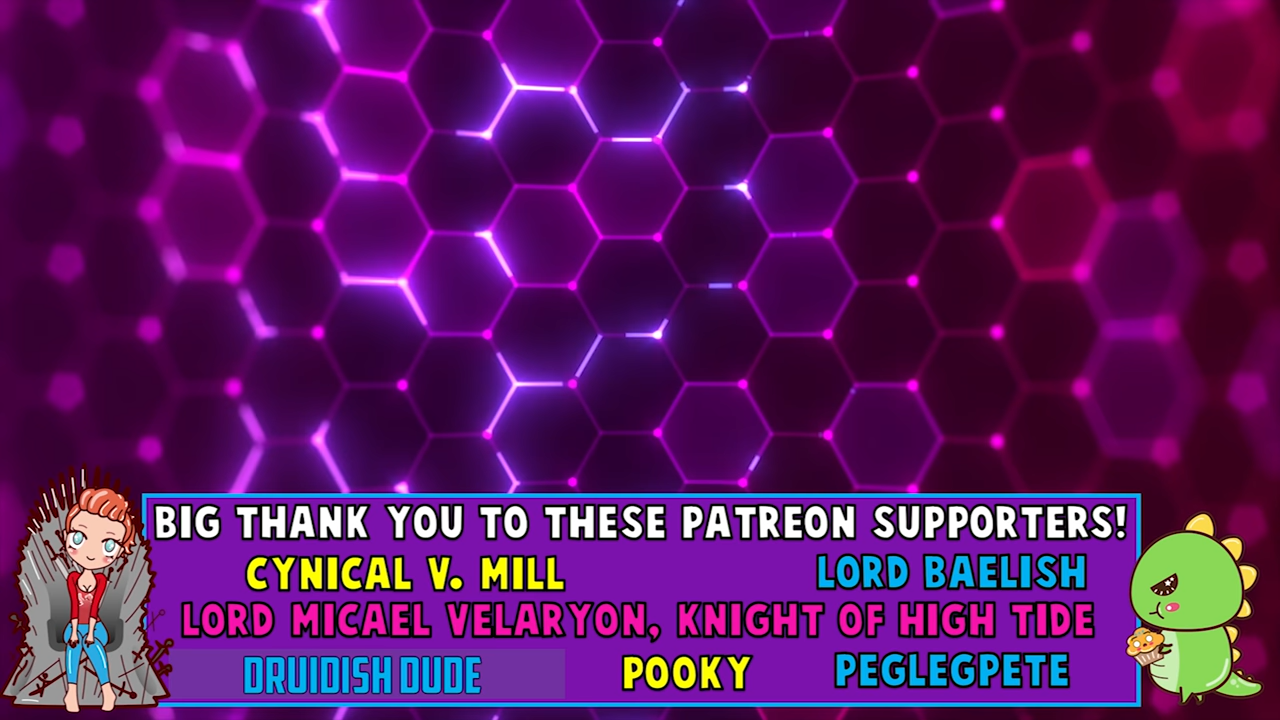 BIG THANK YOU TO THESE PATREON SUPPORTERS!
CYNICAL V. MILL LORD BAELISH
LORD MICAEL VELARYON, KNIGHT OF HIGH TIDE
DRUIDISH DUDE POOKY PEGLEGPETE